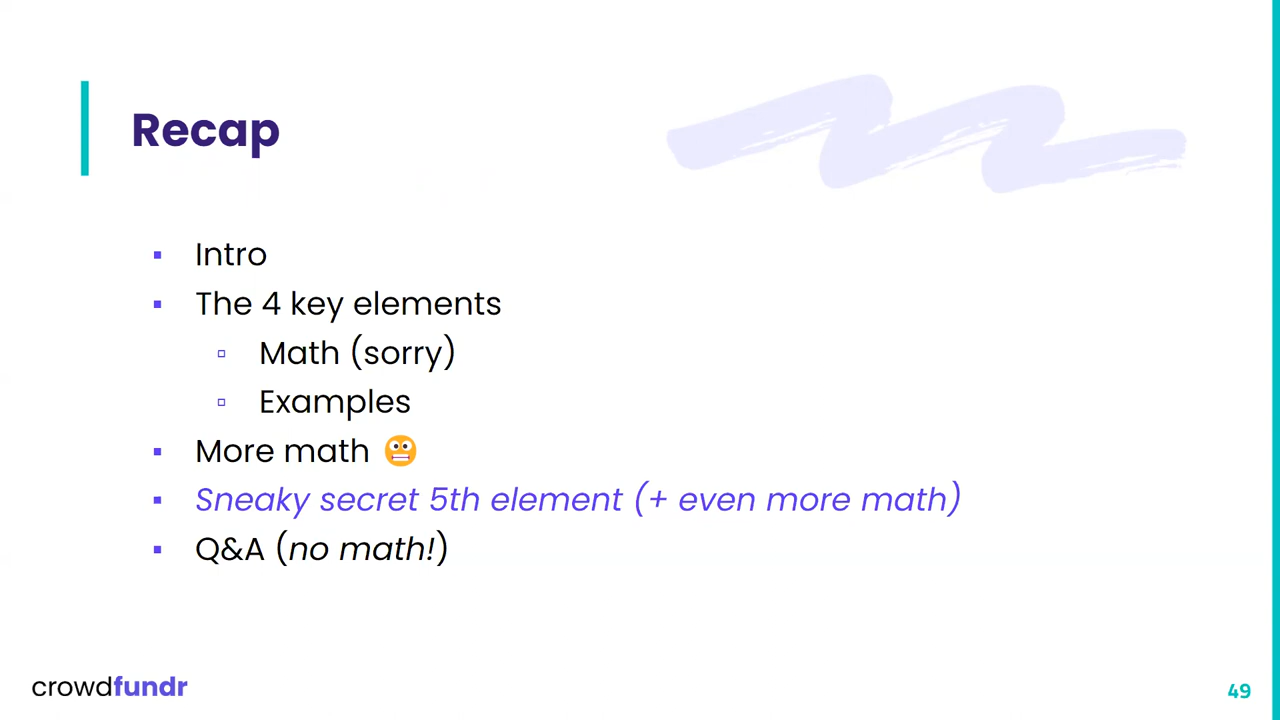 Recap
Intro
The 4 key elements
Math (sorry)
Examples
More math 😬
Sneaky secret 5th element (+ even more math)
Q&A (no math!)
crowdfundr
49